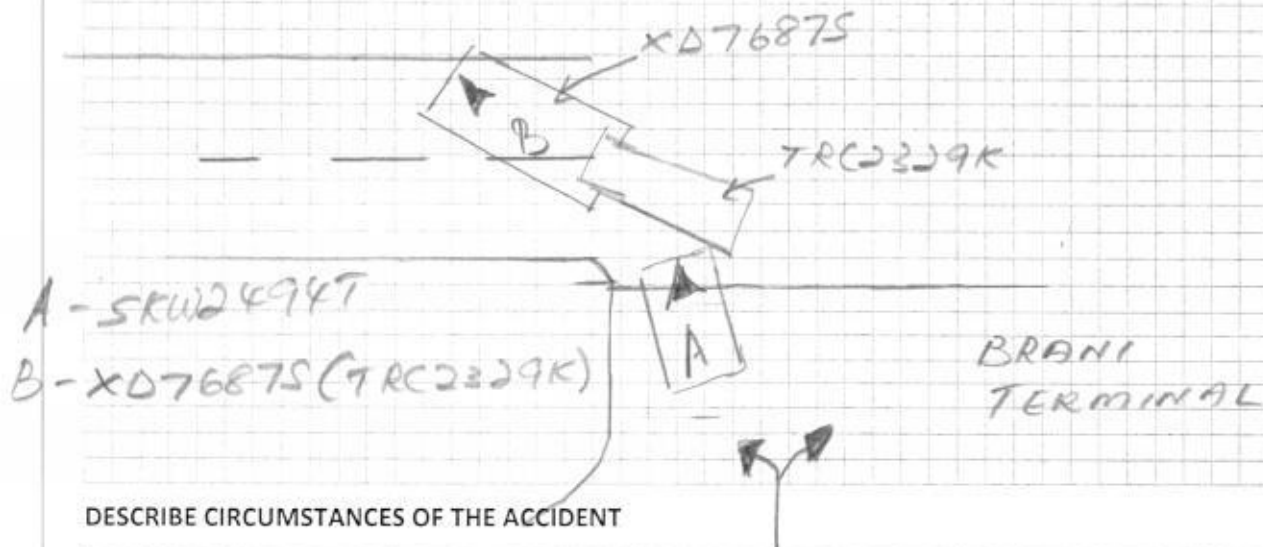 XD7687S
B
TRC2329K
A - SKW2494T
A
B - XD7687S (TRC2329K)
BRANI
TERMINAL
DESCRIBE CIRCUMSTANCES OF THE ACCIDENT